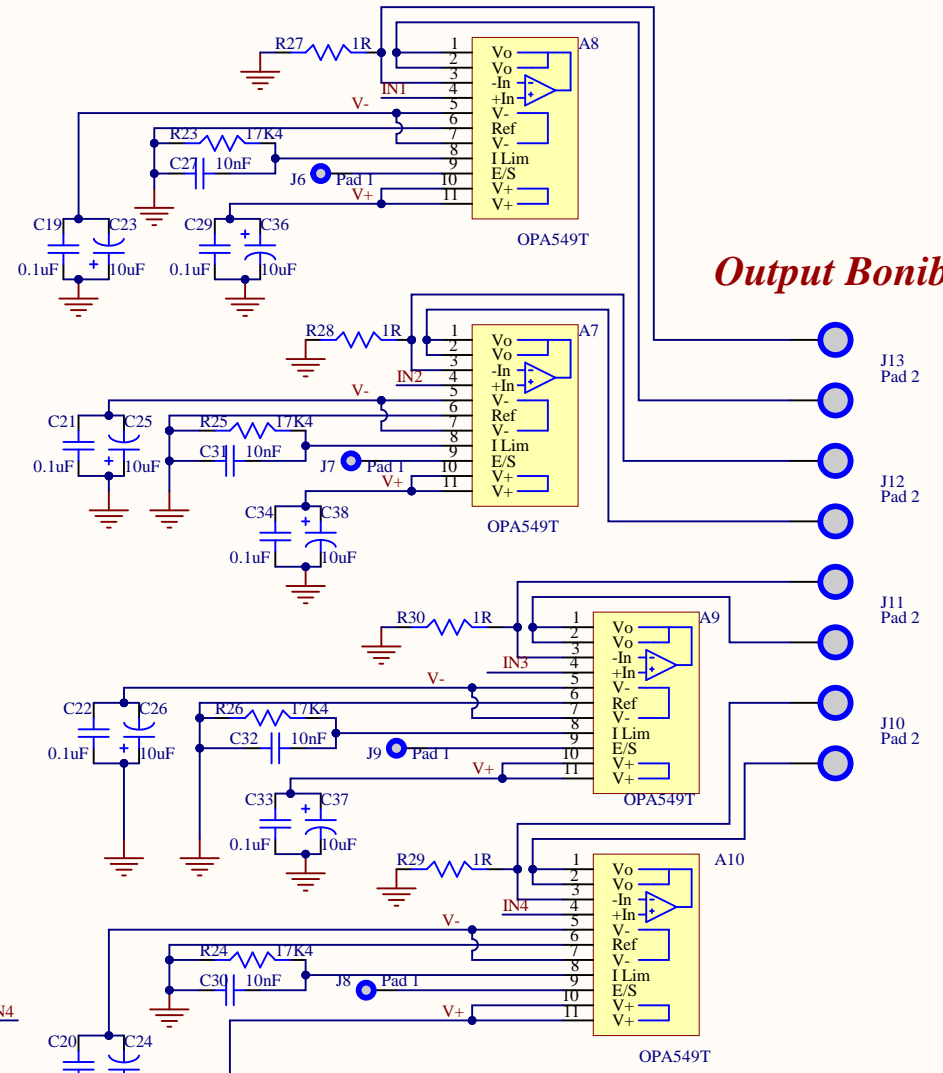 R27 1R
A8
1 Vo
2 Vo
3 -In
IN1 4 +In
V- 5 V-
6 Ref
R23 17K4 7 V-
8 I Lim
C27 10nF 9 E/S
J6 Pad 1 10 V+
V+ 11 V+
OPA549T
C19 C23 C29 C36
0.1uF 10uF 0.1uF 10uF
Output Bonib
R28 1R
A7
1 Vo
2 Vo
3 -In
IN2 4 +In
V- 5 V-
6 Ref
C21 C25 R25 17K4 7 V-
8 I Lim
C31 10nF 9 E/S
0.1uF 10uF J7 Pad 1 10 V+
V+ 11 V+
OPA549T
C34 C38
0.1uF 10uF
J13
Pad 2
J12
Pad 2
J11
Pad 2
J10
Pad 2
R30 1R
A9
1 Vo
2 Vo
3 -In
IN3 4 +In
V- 5 V-
6 Ref
C22 C26 R26 17K4 7 V-
8 I Lim
C32 10nF 9 E/S
0.1uF 10uF J9 Pad 1 10 V+
V+ 11 V+
OPA549T
C33 C37
0.1uF 10uF
R29 1R
A10
1 Vo
2 Vo
3 -In
IN4 4 +In
V- 5 V-
6 Ref
R24 17K4 7 V-
8 I Lim
C30 10nF 9 E/S
J8 Pad 1 10 V+
V+ 11 V+
N4
C20 C24
OPA549T